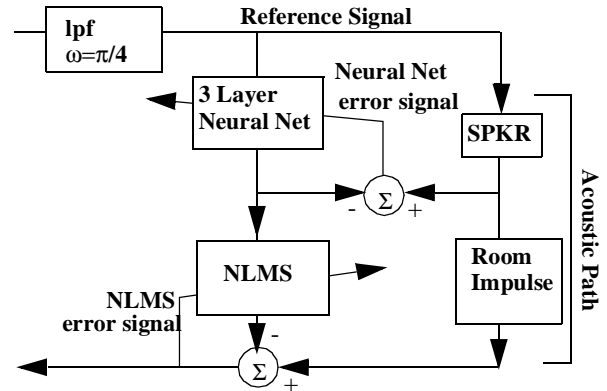 Reference Signal
lpf
ω=π/4
Neural Net
error signal
3 Layer
Neural Net
SPKR
Σ
-
+
Acoustic Path
NLMS
Room
Impulse
NLMS
error signal
-
Σ
+